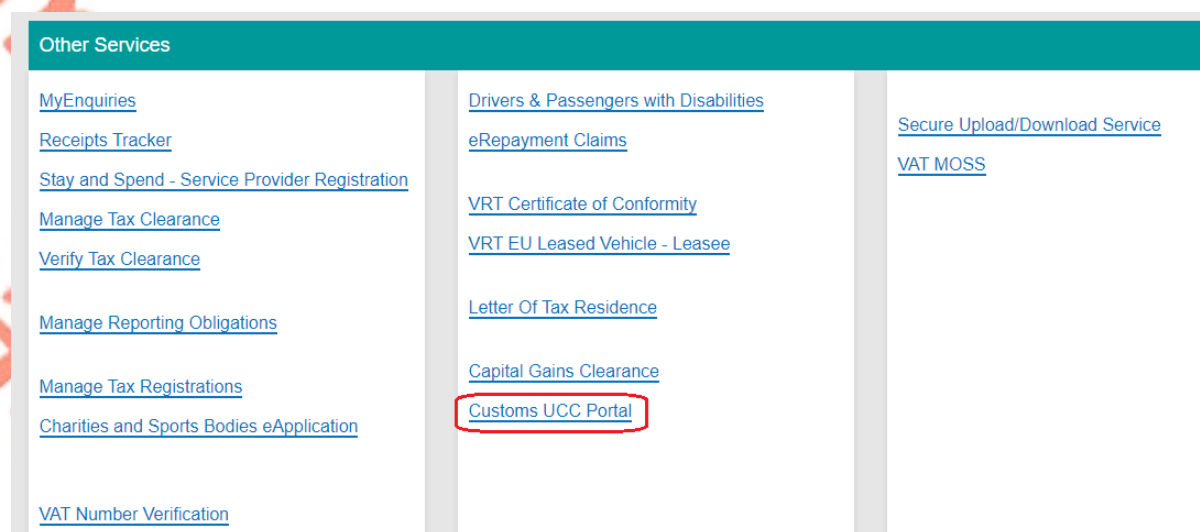 Other Services
MyEnquiries
Receipts Tracker
Stay and Spend - Service Provider Registration
Manage Tax Clearance
Verify Tax Clearance
Manage Reporting Obligations
Manage Tax Registrations
Charities and Sports Bodies eApplication
VAT Number Verification
Drivers & Passengers with Disabilities
eRepayment Claims
VRT Certificate of Conformity
VRT EU Leased Vehicle - Leasee
Letter Of Tax Residence
Capital Gains Clearance
Customs UCC Portal
Secure Upload/Download Service
VAT MOSS